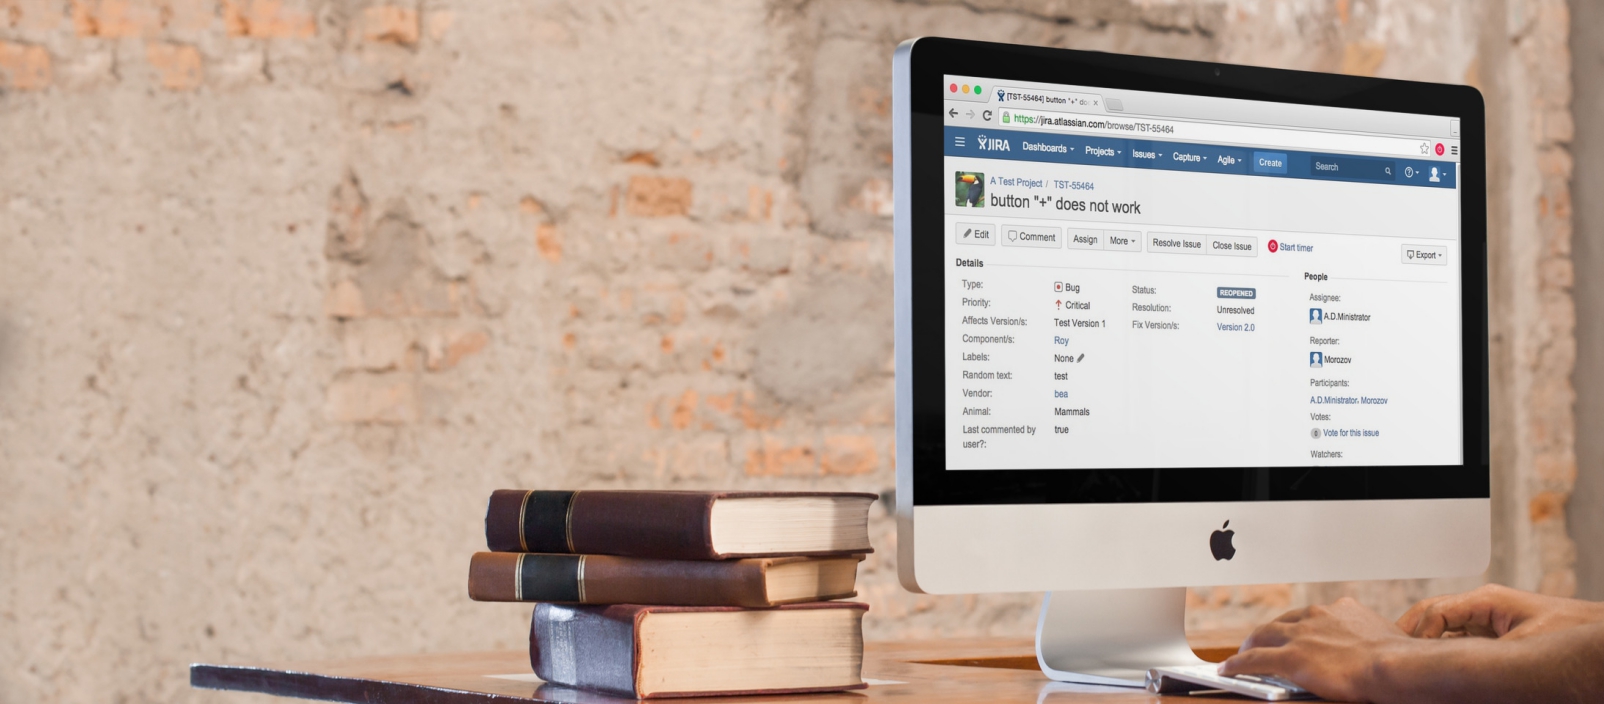 [TST-55464] button "+" do
https://jira.atlassian.com/browse/TST-55464
JIRA Dashboards Projects Issues Capture Agile Create Search
A Test Project / TST-55464
button "+" does not work
Edit Comment Assign More Resolve Issue Close Issue Start timer Export
Details
Type: Bug
Priority: Critical
Affects Version/s: Test Version 1
Component/s: Roy
Labels: None
Random text: test
Vendor: bea
Animal: Mammals
Last commented by user?: true
Status: REOPENED
Resolution: Unresolved
Fix Version/s: Version 2.0
People
Assignee:
A.D.Ministrator
Reporter:
Morozov
Participants:
A.D.Ministrator, Morozov
Votes:
0 Vote for this issue
Watchers: